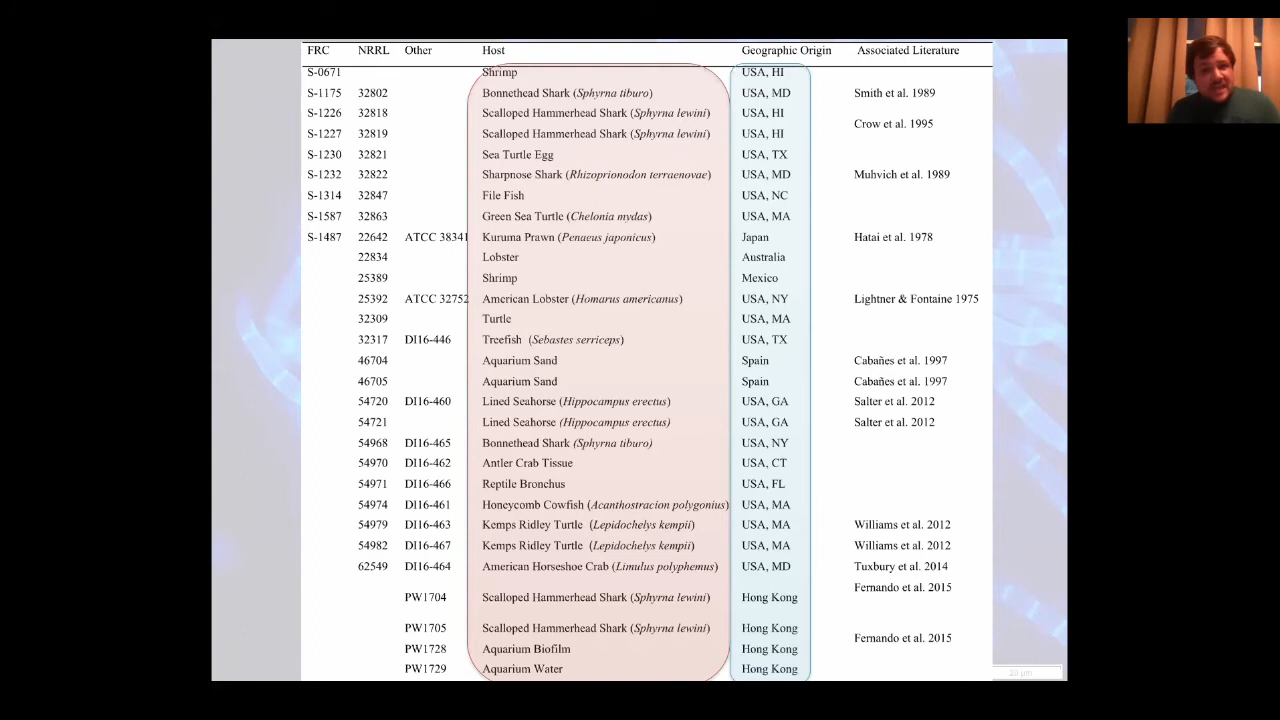 FRC NRRL Other Host Geographic Origin Associated Literature
S-0671 Shrimp USA, HI
S-1175 32802 Bonnethead Shark (Sphyrna tiburo) USA, MD Smith et al. 1989
S-1226 32818 Scalloped Hammerhead Shark (Sphyrna lewini) USA, HI
Crow et al. 1995
S-1227 32819 Scalloped Hammerhead Shark (Sphyrna lewini) USA, HI
S-1230 32821 Sea Turtle Egg USA, TX
S-1232 32822 Sharpnose Shark (Rhizoprionodon terraenovae) USA, MD Muhvich et al. 1989
S-1314 32847 File Fish USA, NC
S-1587 32863 Green Sea Turtle (Chelonia mydas) USA, MA
S-1487 22642 ATCC 38341 Kuruma Prawn (Penaeus japonicus) Japan Hatai et al. 1978
22834 Lobster Australia
25389 Shrimp Mexico
25392 ATCC 32752 American Lobster (Homarus americanus) USA, NY Lightner & Fontaine 1975
32309 Turtle USA, MA
32317 DI16-446 Treefish (Sebastes serriceps) USA, TX
46704 Aquarium Sand Spain Cabañes et al. 1997
46705 Aquarium Sand Spain Cabañes et al. 1997
54720 DI16-460 Lined Seahorse (Hippocampus erectus) USA, GA Salter et al. 2012
54721 Lined Seahorse (Hippocampus erectus) USA, GA Salter et al. 2012
54968 DI16-465 Bonnethead Shark (Sphyrna tiburo) USA, NY
54970 DI16-462 Antler Crab Tissue USA, CT
54971 DI16-466 Reptile Bronchus USA, FL
54974 DI16-461 Honeycomb Cowfish (Acanthostracion polygonius) USA, MA
54979 DI16-463 Kemps Ridley Turtle (Lepidochelys kempii) USA, MA Williams et al. 2012
54982 DI16-467 Kemps Ridley Turtle (Lepidochelys kempii) USA, MA Williams et al. 2012
62549 DI16-464 American Horseshoe Crab (Limulus polyphemus) USA, MD Tuxbury et al. 2014
Fernando et al. 2015
PW1704 Scalloped Hammerhead Shark (Sphyrna lewini) Hong Kong
PW1705 Scalloped Hammerhead Shark (Sphyrna lewini) Hong Kong
Fernando et al. 2015
PW1728 Aquarium Biofilm Hong Kong
PW1729 Aquarium Water Hong Kong
20 µm